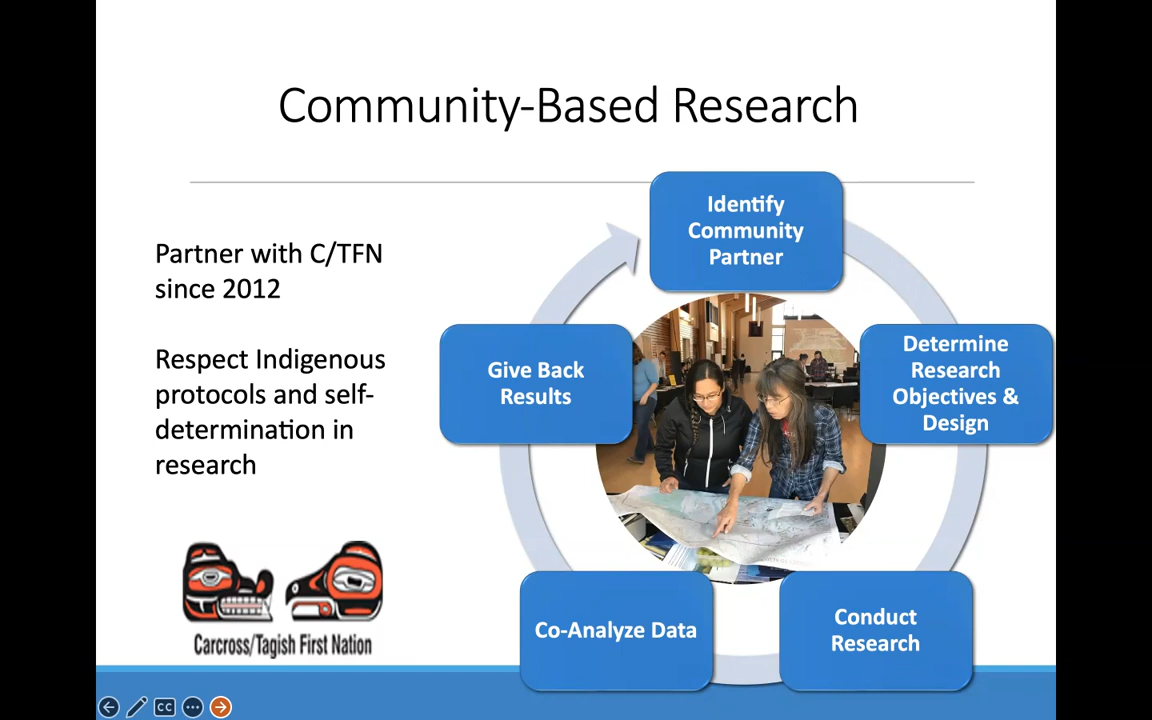 Community-Based Research
Partner with C/TFN
since 2012
Respect Indigenous
protocols and self-
determination in
research
Carcross/Tagish First Nation
Identify
Community
Partner
Determine
Research
Objectives &
Design
Conduct
Research
Co-Analyze Data
Give Back
Results
CC